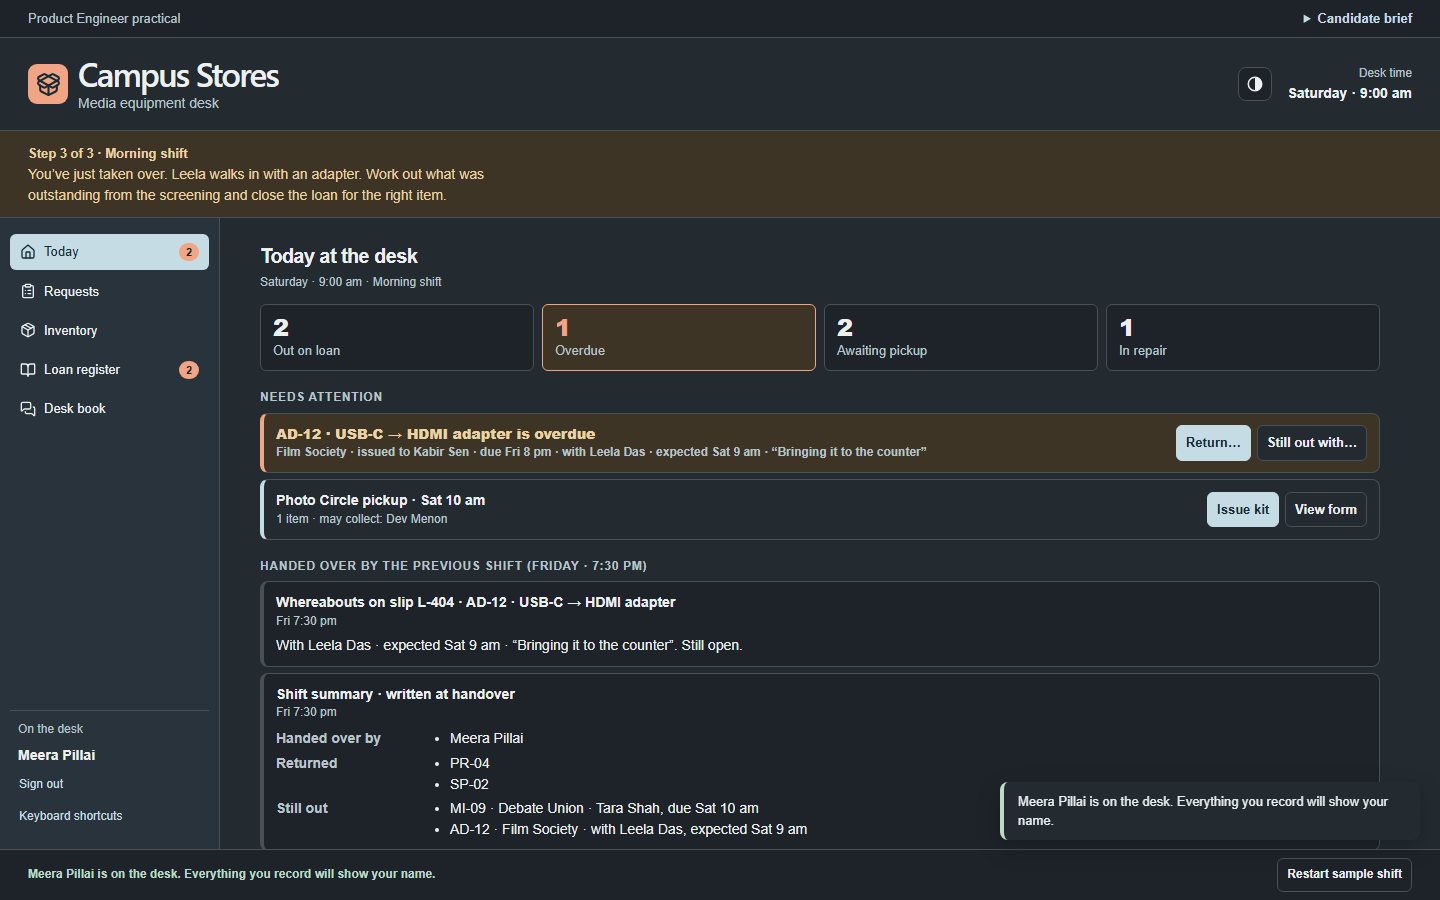 Product Engineer practical
Candidate brief
Campus Stores
Media equipment desk
Desk time
Saturday · 9:00 am
Step 3 of 3 · Morning shift
You’ve just taken over. Leela walks in with an adapter. Work out what was
outstanding from the screening and close the loan for the right item.
Today 2
Requests
Inventory
Loan register 2
Desk book
On the desk
Meera Pillai
Sign out
Keyboard shortcuts
Today at the desk
Saturday · 9:00 am · Morning shift
2
Out on loan
1
Overdue
2
Awaiting pickup
1
In repair
NEEDS ATTENTION
AD-12 · USB-C → HDMI adapter is overdue
Film Society · issued to Kabir Sen · due Fri 8 pm · with Leela Das · expected Sat 9 am · “Bringing it to the counter”
Return…
Still out with…
Photo Circle pickup · Sat 10 am
1 item · may collect: Dev Menon
Issue kit
View form
HANDED OVER BY THE PREVIOUS SHIFT (FRIDAY · 7:30 PM)
Whereabouts on slip L-404 · AD-12 · USB-C → HDMI adapter
Fri 7:30 pm
With Leela Das · expected Sat 9 am · “Bringing it to the counter”. Still open.
Shift summary · written at handover
Fri 7:30 pm
Handed over by
• Meera Pillai
Returned
• PR-04
• SP-02
Still out
• MI-09 · Debate Union · Tara Shah, due Sat 10 am
• AD-12 · Film Society · with Leela Das, expected Sat 9 am
Meera Pillai is on the desk. Everything you record will show your
name.
Meera Pillai is on the desk. Everything you record will show your name.
Restart sample shift